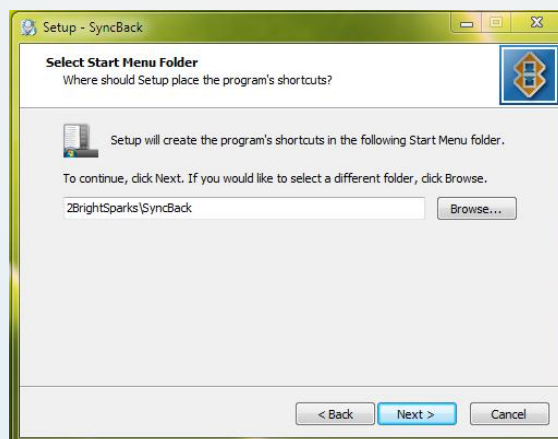 Setup - SyncBack
Select Start Menu Folder
Where should Setup place the program's shortcuts?
Setup will create the program's shortcuts in the following Start Menu folder.
To continue, click Next. If you would like to select a different folder, click Browse.
2BrightSparks\SyncBack
Browse...
< Back
Next >
Cancel